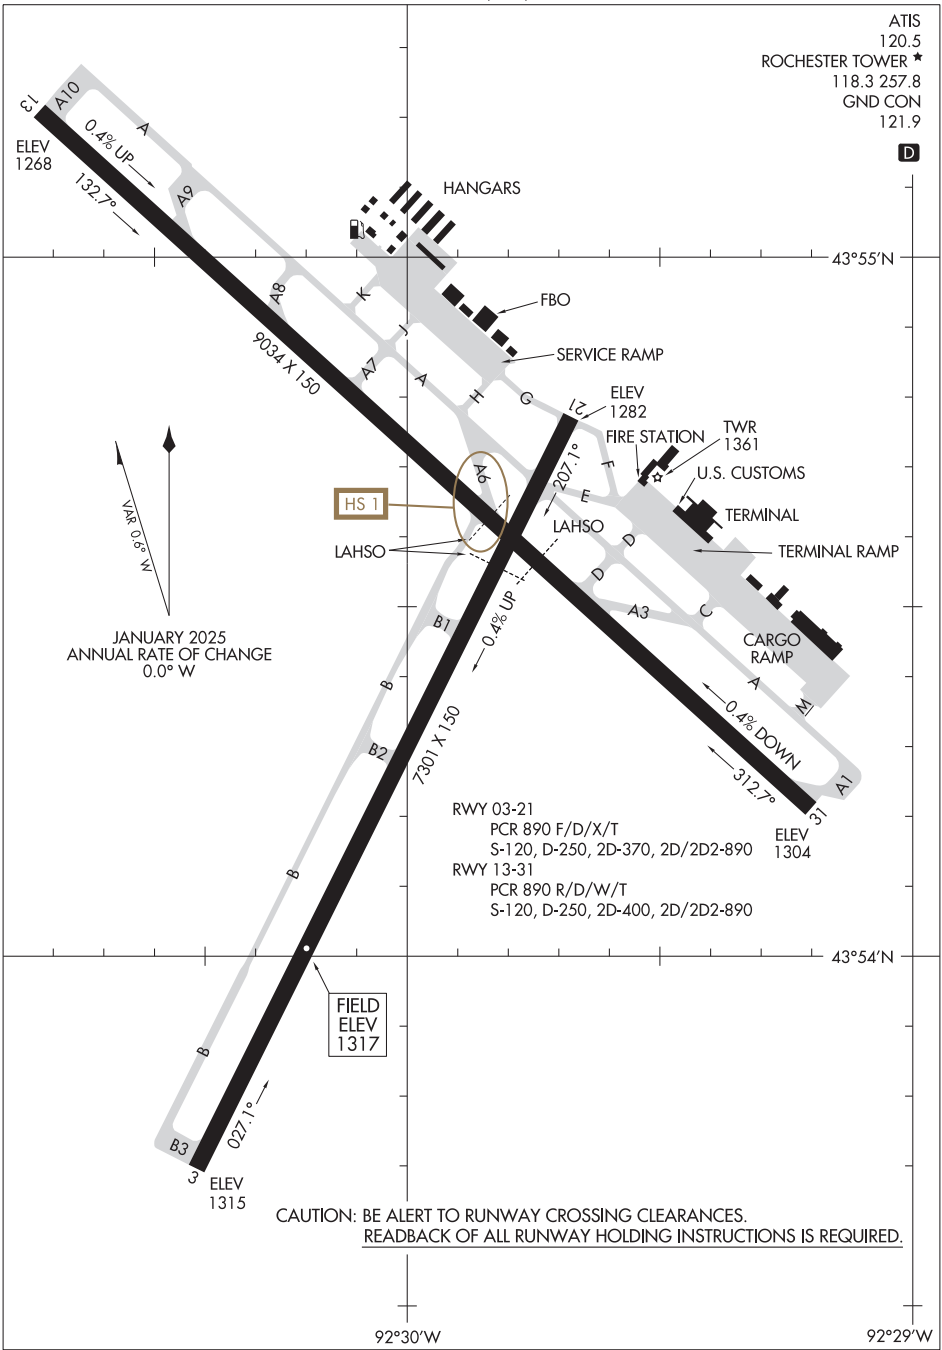 ATIS
120.5
ROCHESTER TOWER ★
118.3 257.8
GND CON
121.9
D
13
A10
A
ELEV
1268
0.4% UP
132.7°
A9
HANGARS
43°55'N
A8
K
FBO
J
9034 X 150
SERVICE RAMP
A7
A
H
G
21
ELEV
1282
FIRE STATION
TWR
1361
207.1°
F
U.S. CUSTOMS
A6
HS 1
E
TERMINAL
LAHSO
LAHSO
D
TERMINAL RAMP
VAR 0.6° W
D
0.4% UP
A3
C
B1
JANUARY 2025
ANNUAL RATE OF CHANGE
0.0° W
CARGO
RAMP
B
A
M
0.4% DOWN
7301 X 150
B2
312.7°
A1
31
ELEV
1304
RWY 03-21
PCR 890 F/D/X/T
S-120, D-250, 2D-370, 2D/2D2-890
RWY 13-31
PCR 890 R/D/W/T
S-120, D-250, 2D-400, 2D/2D2-890
B
43°54'N
FIELD
ELEV
1317
B
027.1°
B3
3
ELEV
1315
CAUTION: BE ALERT TO RUNWAY CROSSING CLEARANCES.
READBACK OF ALL RUNWAY HOLDING INSTRUCTIONS IS REQUIRED.
92°30'W
92°29'W